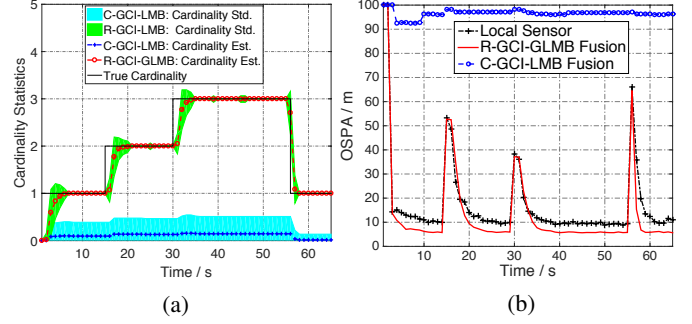 5
4
3
2
1
0
Cardinality Statistics
C-GCI-LMB: Cardinality Std.
R-GCI-LMB: Cardinality Std.
C-GCI-LMB: Cardinality Est.
R-GCI-GLMB: Cardinality Est.
True Cardinality
0 10 20 30 40 50 60
Time / s
(a)
100
90
80
70
60
50
40
30
20
10
0
OSPA / m
Local Sensor
R-GCI-GLMB Fusion
C-GCI-LMB Fusion
0 10 20 30 40 50 60
Time / s
(b)